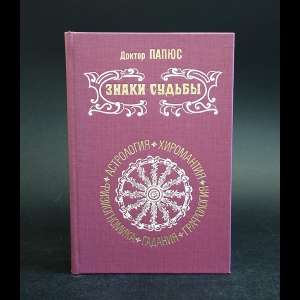 Доктор ПАПЮС
ЗНАКИ СУДЬБЫ
АСТРОЛОГИЯ + ХИРОМАНТИЯ + ГРАФОЛОГИЯ + ГАДАНИЯ + ФИЗИОГНОМИКА +